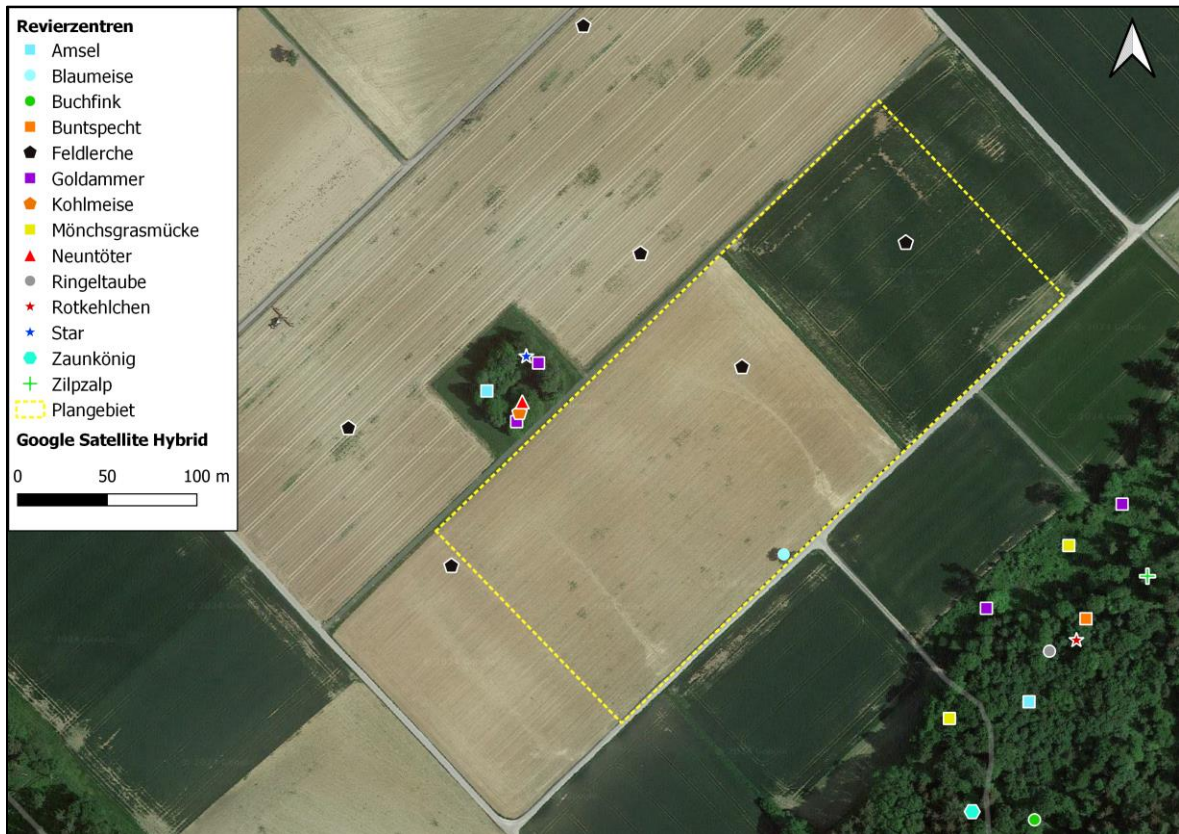 Revierzentren
Amsel
Blaumeise
Buchfink
Buntspecht
Feldlerche
Goldammer
Kohlmeise
Mönchsgrasmücke
Neuntöter
Ringeltaube
Rotkehlchen
Star
Zaunkönig
Zilpzalp
Plangebiet
Google Satellite Hybrid
0 50 100 m